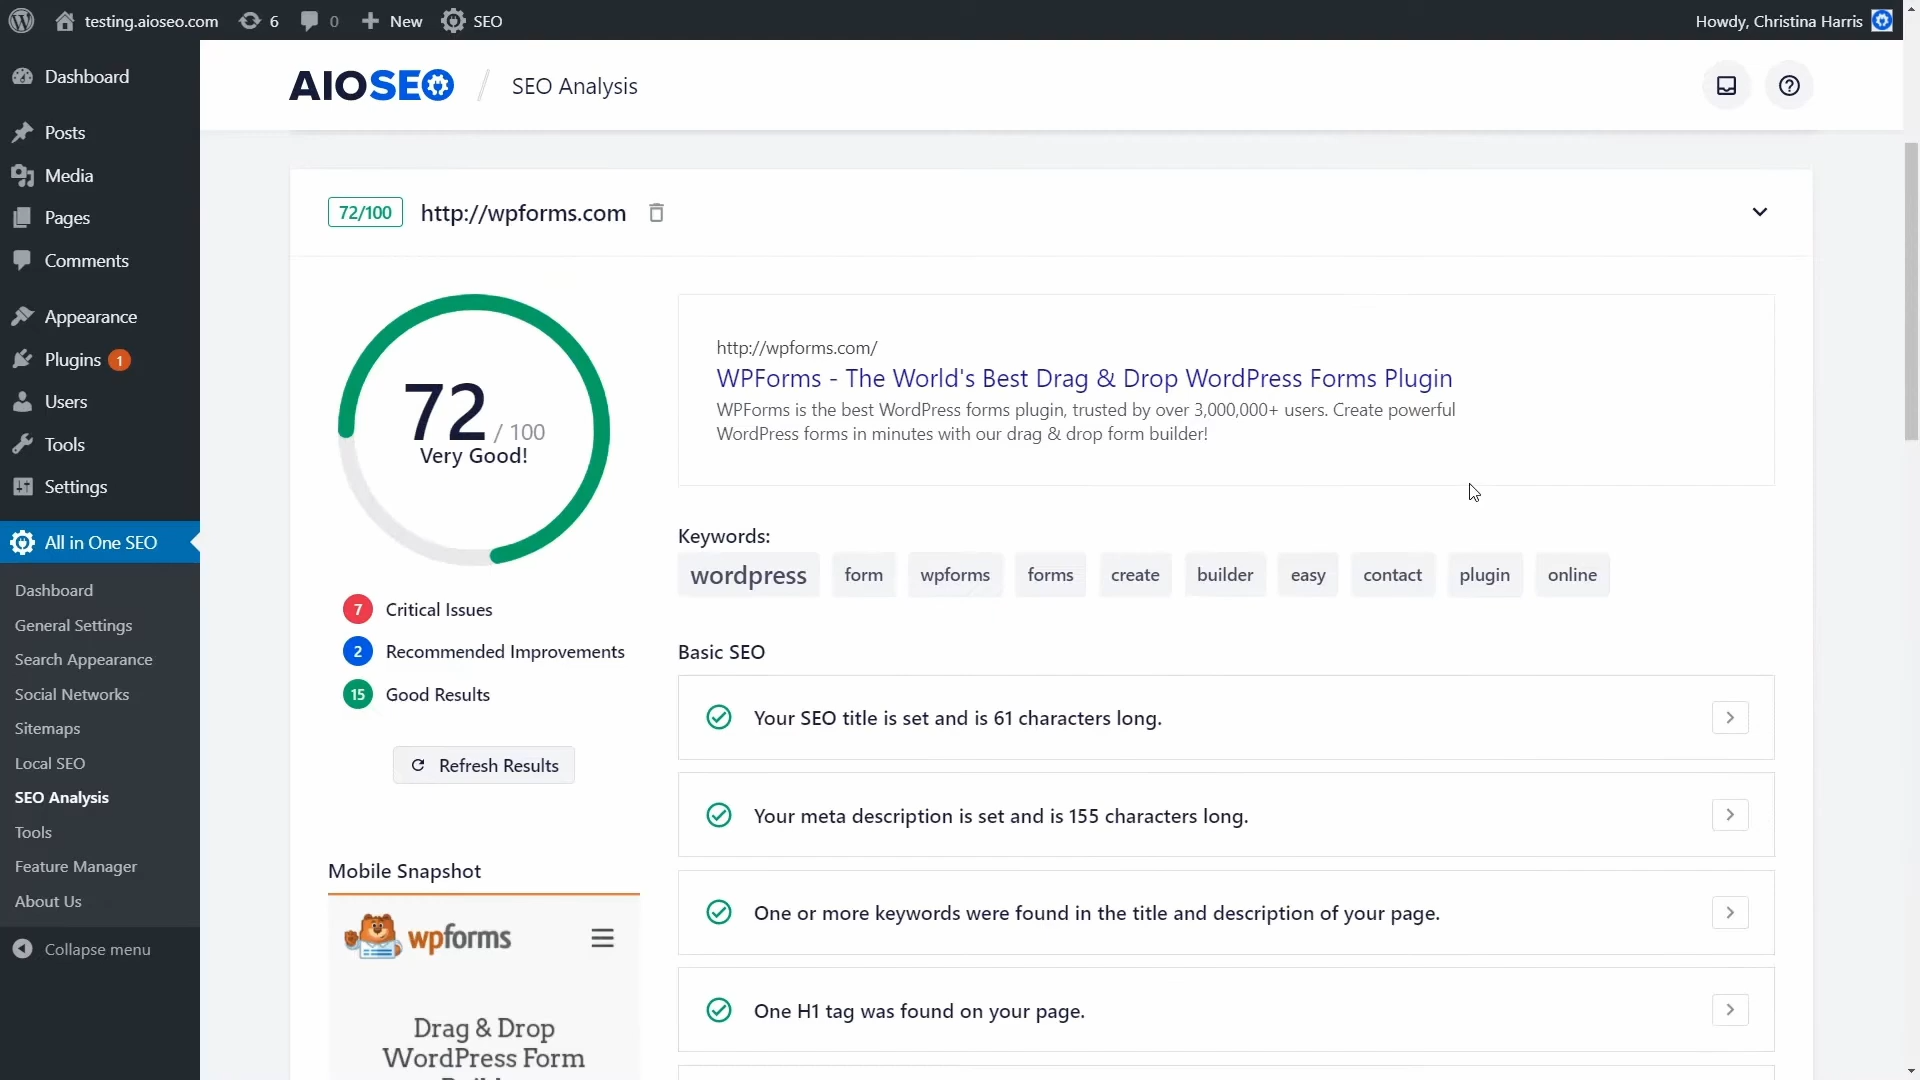 testing.aioseo.com 6 0 New SEO Howdy, Christina Harris
Dashboard
Posts
Media
Pages
Comments
Appearance
Plugins 1
Users
Tools
Settings
All in One SEO
Dashboard
General Settings
Search Appearance
Social Networks
Sitemaps
Local SEO
SEO Analysis
Tools
Feature Manager
About Us
Collapse menu
AIOSEO / SEO Analysis
72/100 http://wpforms.com
72 / 100
Very Good!
7 Critical Issues
2 Recommended Improvements
15 Good Results
Refresh Results
Mobile Snapshot
wpforms
Drag & Drop
WordPress Form
http://wpforms.com/
WPForms - The World's Best Drag & Drop WordPress Forms Plugin
WPForms is the best WordPress forms plugin, trusted by over 3,000,000+ users. Create powerful
WordPress forms in minutes with our drag & drop form builder!
Keywords:
wordpress form wpforms forms create builder easy contact plugin online
Basic SEO
Your SEO title is set and is 61 characters long.
Your meta description is set and is 155 characters long.
One or more keywords were found in the title and description of your page.
One H1 tag was found on your page.